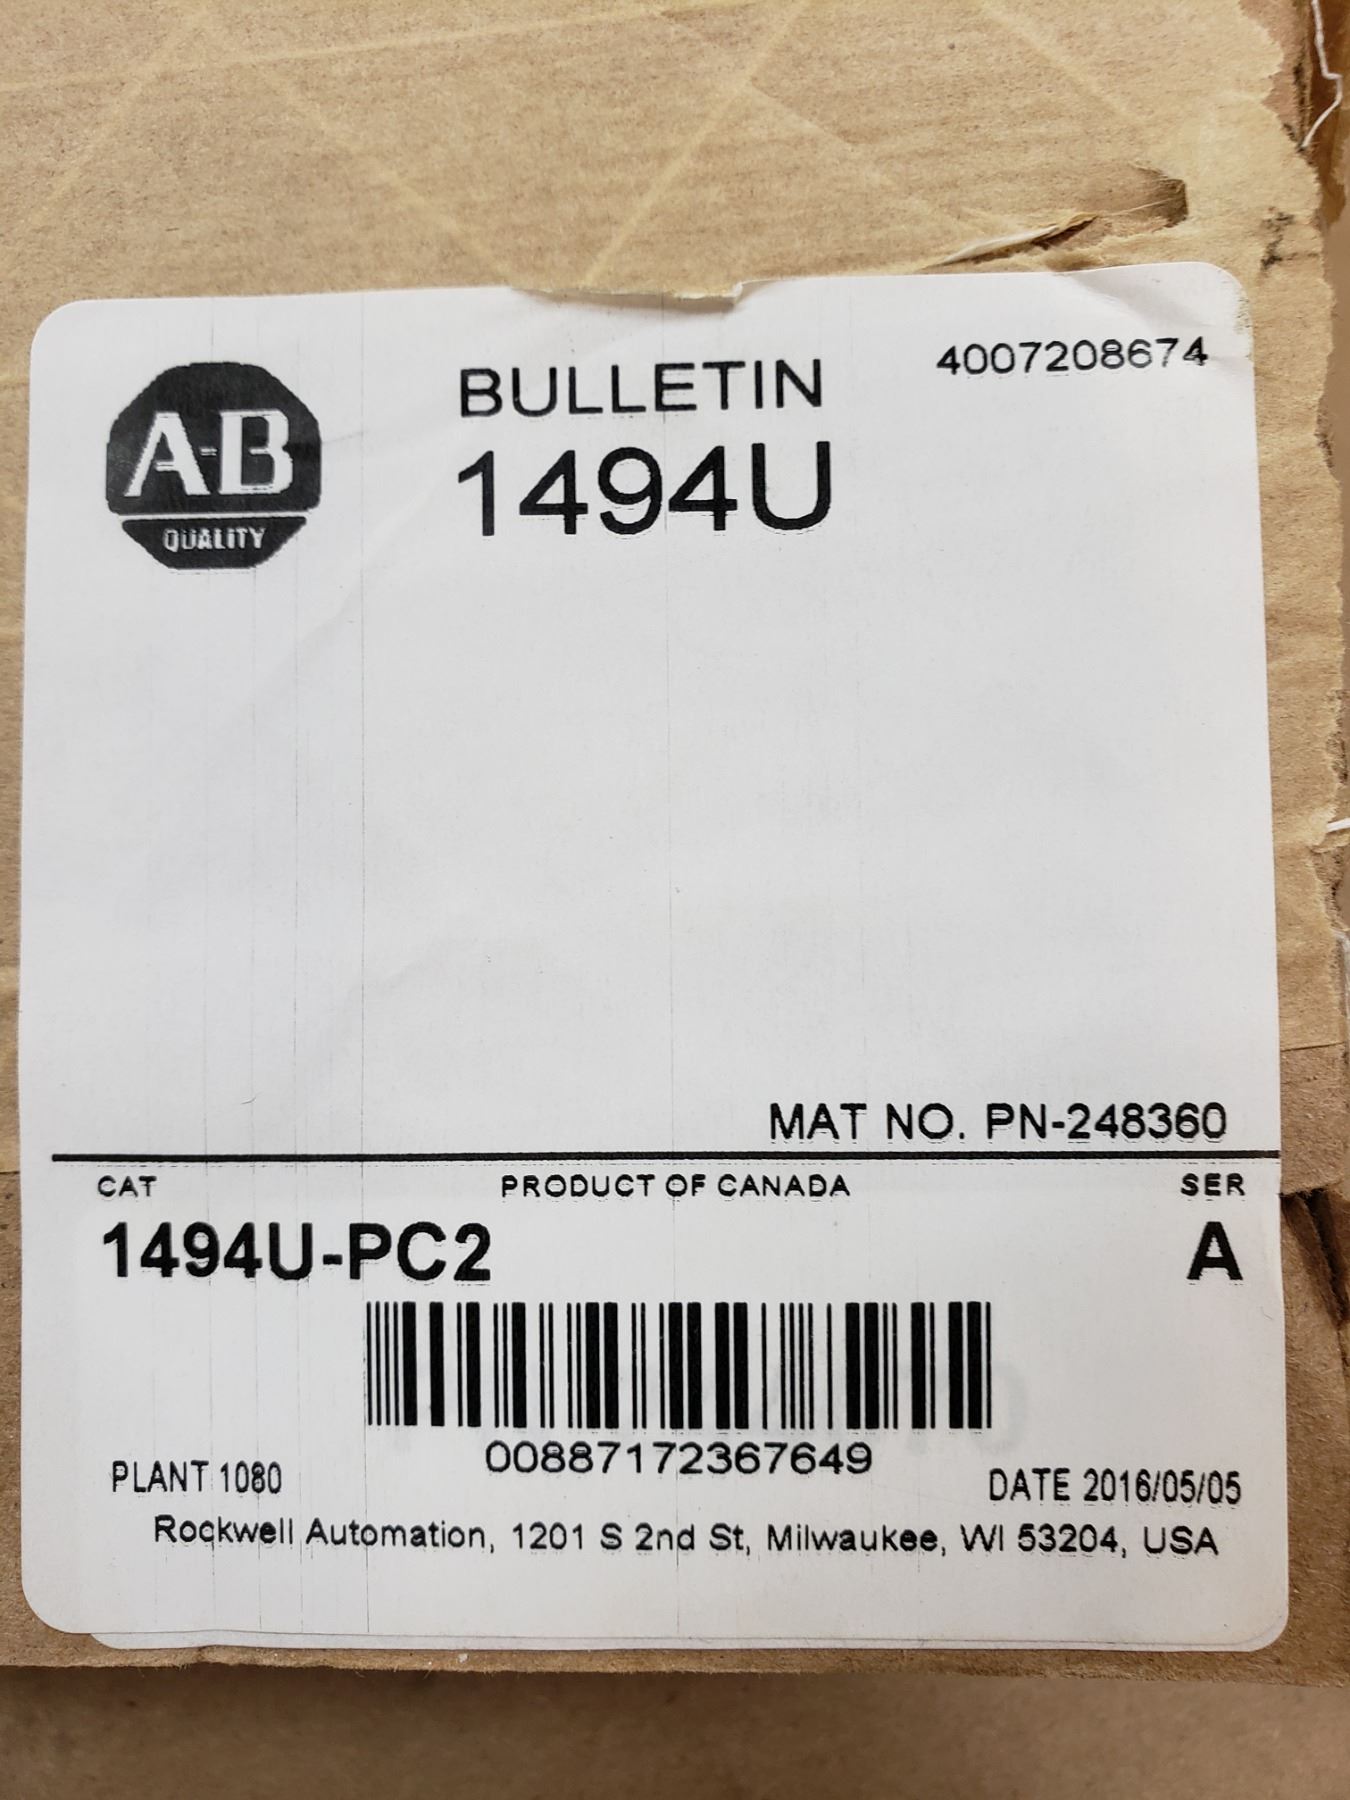 A-B
QUALITY
BULLETIN
1494U
4007208674
MAT NO. PN-248360
CAT PRODUCT OF CANADA SER
1494U-PC2 A
00887172367649
PLANT 1080 DATE 2016/05/05
Rockwell Automation, 1201 S 2nd St, Milwaukee, WI 53204, USA